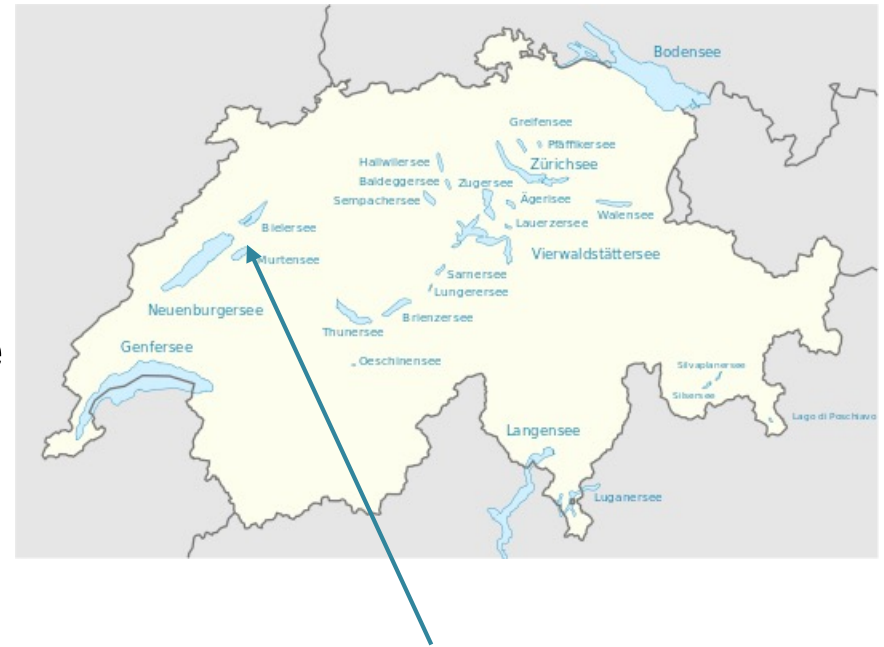 Bodensee
Greifensee
Pfäffikersee
Zürichsee
Hallwilersee
Baldeggersee
Zugersee
Sempachersee
Ägerisee
Walensee
Lauerzersee
Bielersee
Vierwaldstättersee
Murtensee
Sarnersee
Lungerersee
Neuenburgersee
Brienzersee
Thunersee
Genfersee
Oeschinensee
e
Silvaplanersee
Silsersee
Lago di Poschiavo
Langensee
Luganersee